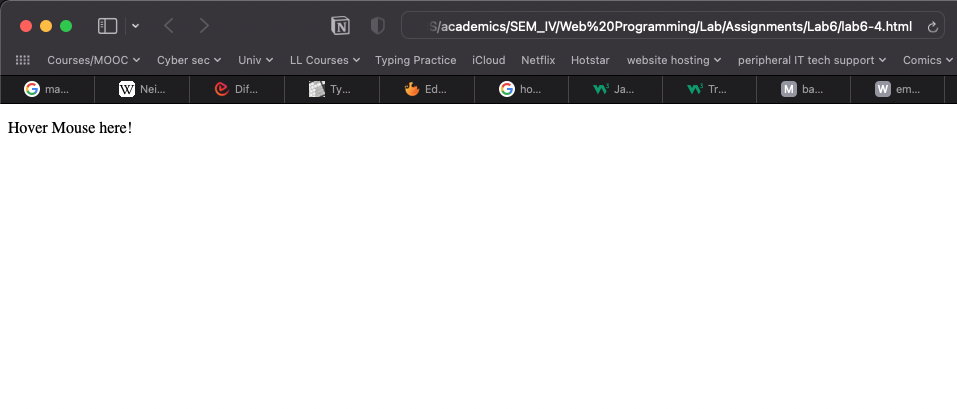 S/academics/SEM_IV/Web%20Programming/Lab/Assignments/Lab6/lab6-4.html
Courses/MOOC Cyber sec Univ LL Courses Typing Practice iCloud Netflix Hotstar website hosting peripheral IT tech support Comics
G ma... W Nei... Dif... Ty... Ed... G ho... W3 Ja... W3 Tr... M ba... W em...
Hover Mouse here!